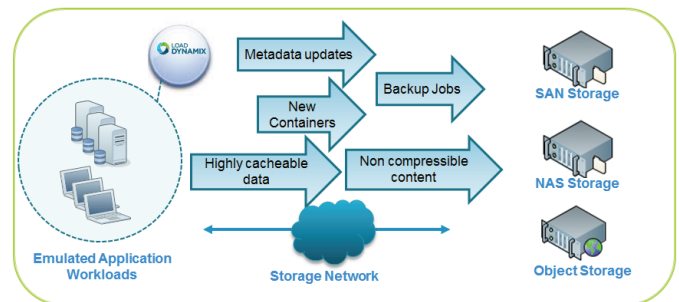 LOAD
DYNAMIX
Metadata updates
Backup Jobs
SAN Storage
New
Containers
Highly cacheable
data
Non compressible
content
NAS Storage
Emulated Application
Workloads
Storage Network
Object Storage